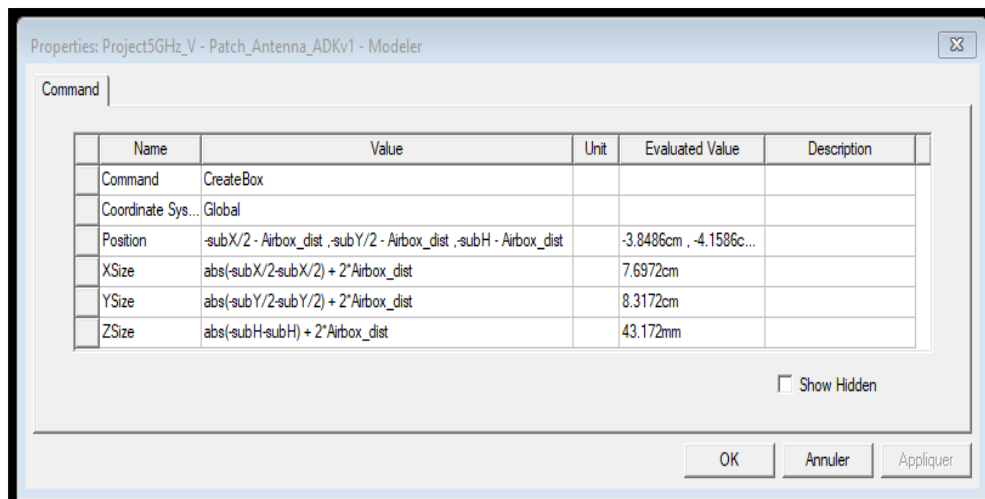 Properties: Project5GHz_V - Patch_Antenna_ADKv1 - Modeler
Command
Name Value Unit Evaluated Value Description
Command CreateBox
Coordinate Sys... Global
Position -subX/2 - Airbox_dist ,-subY/2 - Airbox_dist ,-subH - Airbox_dist -3.8486cm , -4.1586c...
XSize abs(-subX/2-subX/2) + 2*Airbox_dist 7.6972cm
YSize abs(-subY/2-subY/2) + 2*Airbox_dist 8.3172cm
ZSize abs(-subH-subH) + 2*Airbox_dist 43.172mm
Show Hidden
OK Annuler Appliquer